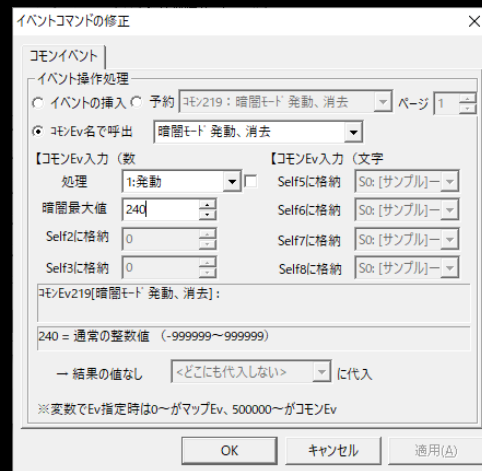 イベントコマンドの修正
コモンイベント
イベント操作処理
イベントの挿入 予約 ｺﾓﾝ219：暗闇ﾓｰﾄﾞ発動、消去 ページ 1
ｺﾓﾝEv名で呼出 暗闇ﾓｰﾄﾞ発動、消去
【コモンEv入力（数 【コモンEv入力（文字
処理 1:発動 Self5に格納 S0: [サンプル]ー
暗闇最大値 240 Self6に格納 S0: [サンプル]ー
Self2に格納 0 Self7に格納 S0: [サンプル]ー
Self3に格納 0 Self8に格納 S0: [サンプル]ー
ｺﾓﾝEv219[暗闇ﾓｰﾄﾞ発動、消去] :
240 = 通常の整数値 （-999999～999999）
→ 結果の値なし <どこにも代入しない> に代入
※変数でEv指定時は0～がマップEv、500000～がコモンEv
OK キャンセル 適用(A)